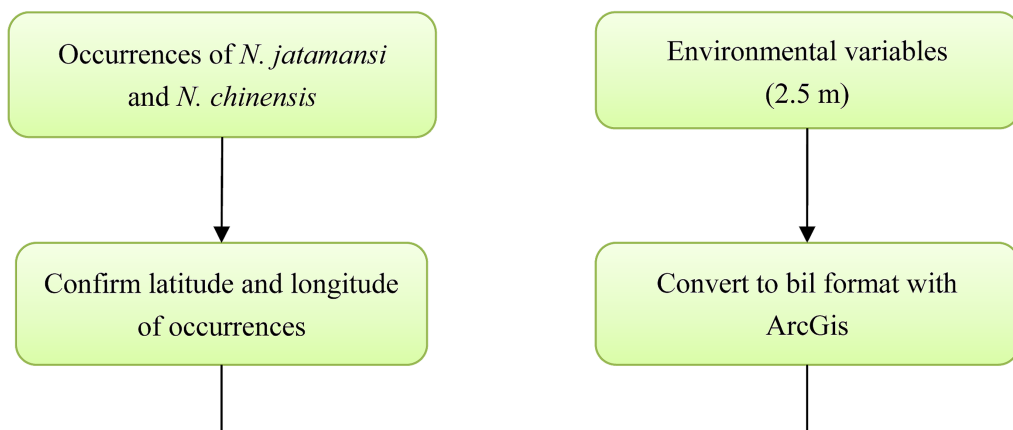 Occurrences of N. jatamansi
and N. chinensis
Environmental variables
(2.5 m)
Confirm latitude and longitude
of occurrences
Convert to bil format with
ArcGis